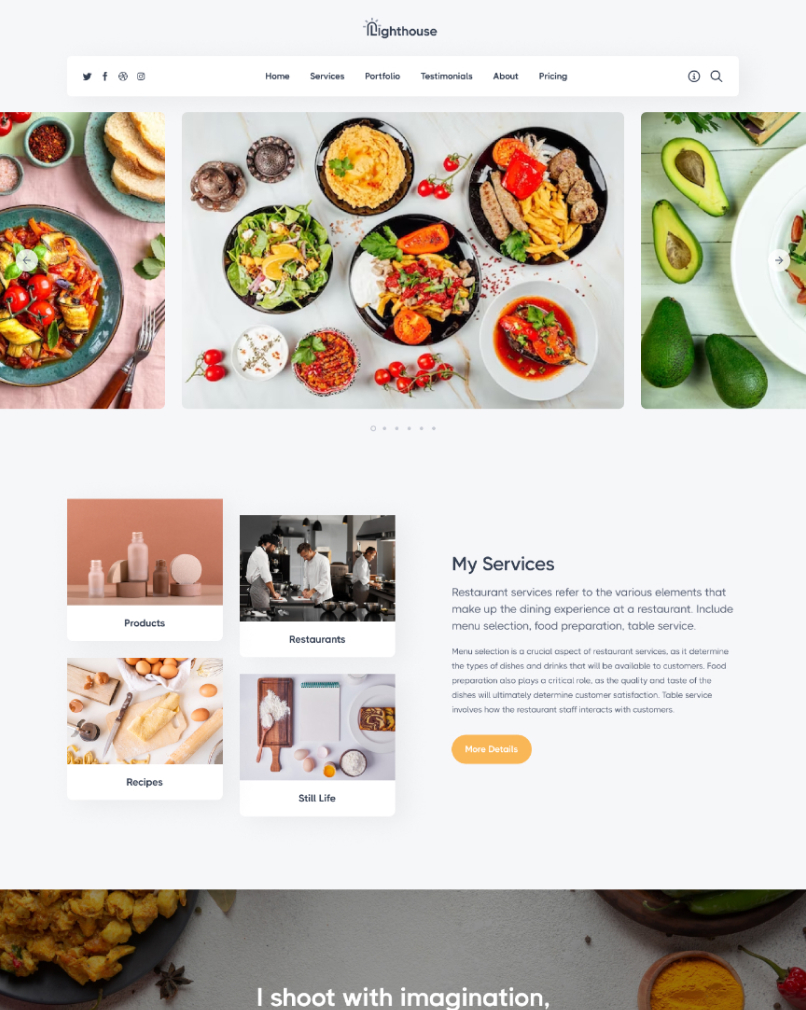 Lighthouse
Home Services Portfolio Testimonials About Pricing
Products
Restaurants
Recipes
Still Life
My Services
Restaurant services refer to the various elements that
make up the dining experience at a restaurant. Include
menu selection, food preparation, table service.
Menu selection is a crucial aspect of restaurant services, as it determine
the types of dishes and drinks that will be available to customers. Food
preparation also plays a critical role, as the quality and taste of the
dishes will ultimately determine customer satisfaction. Table service
involves how the restaurant staff interacts with customers.
More Details
I shoot with imagination,